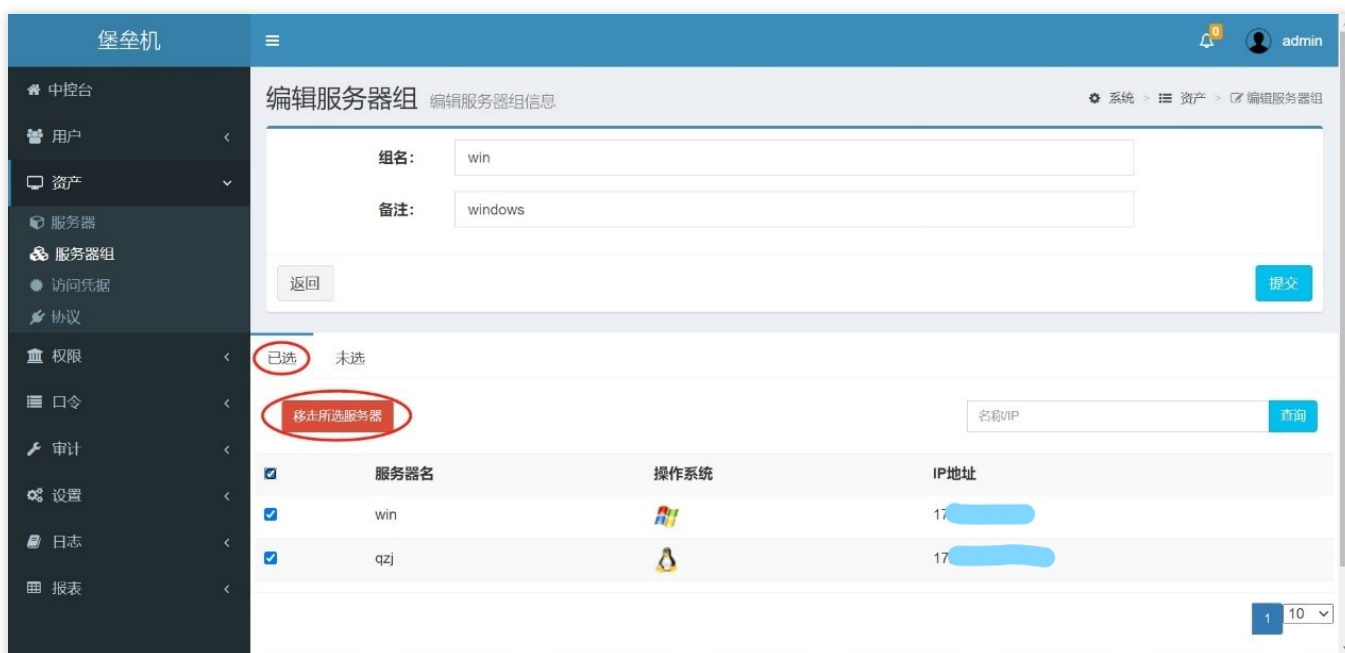 堡垒机
0
admin
中控台
用户
资产
服务器
服务器组
访问凭据
协议
权限
口令
审计
设置
日志
报表
编辑服务器组 编辑服务器组信息
系统 > 资产 > 编辑服务器组
组名: win
备注: windows
返回
提交
已选 未选
移走所选服务器
名称/IP 查询
服务器名 操作系统 IP地址
win 17
qzj 17.
1 10